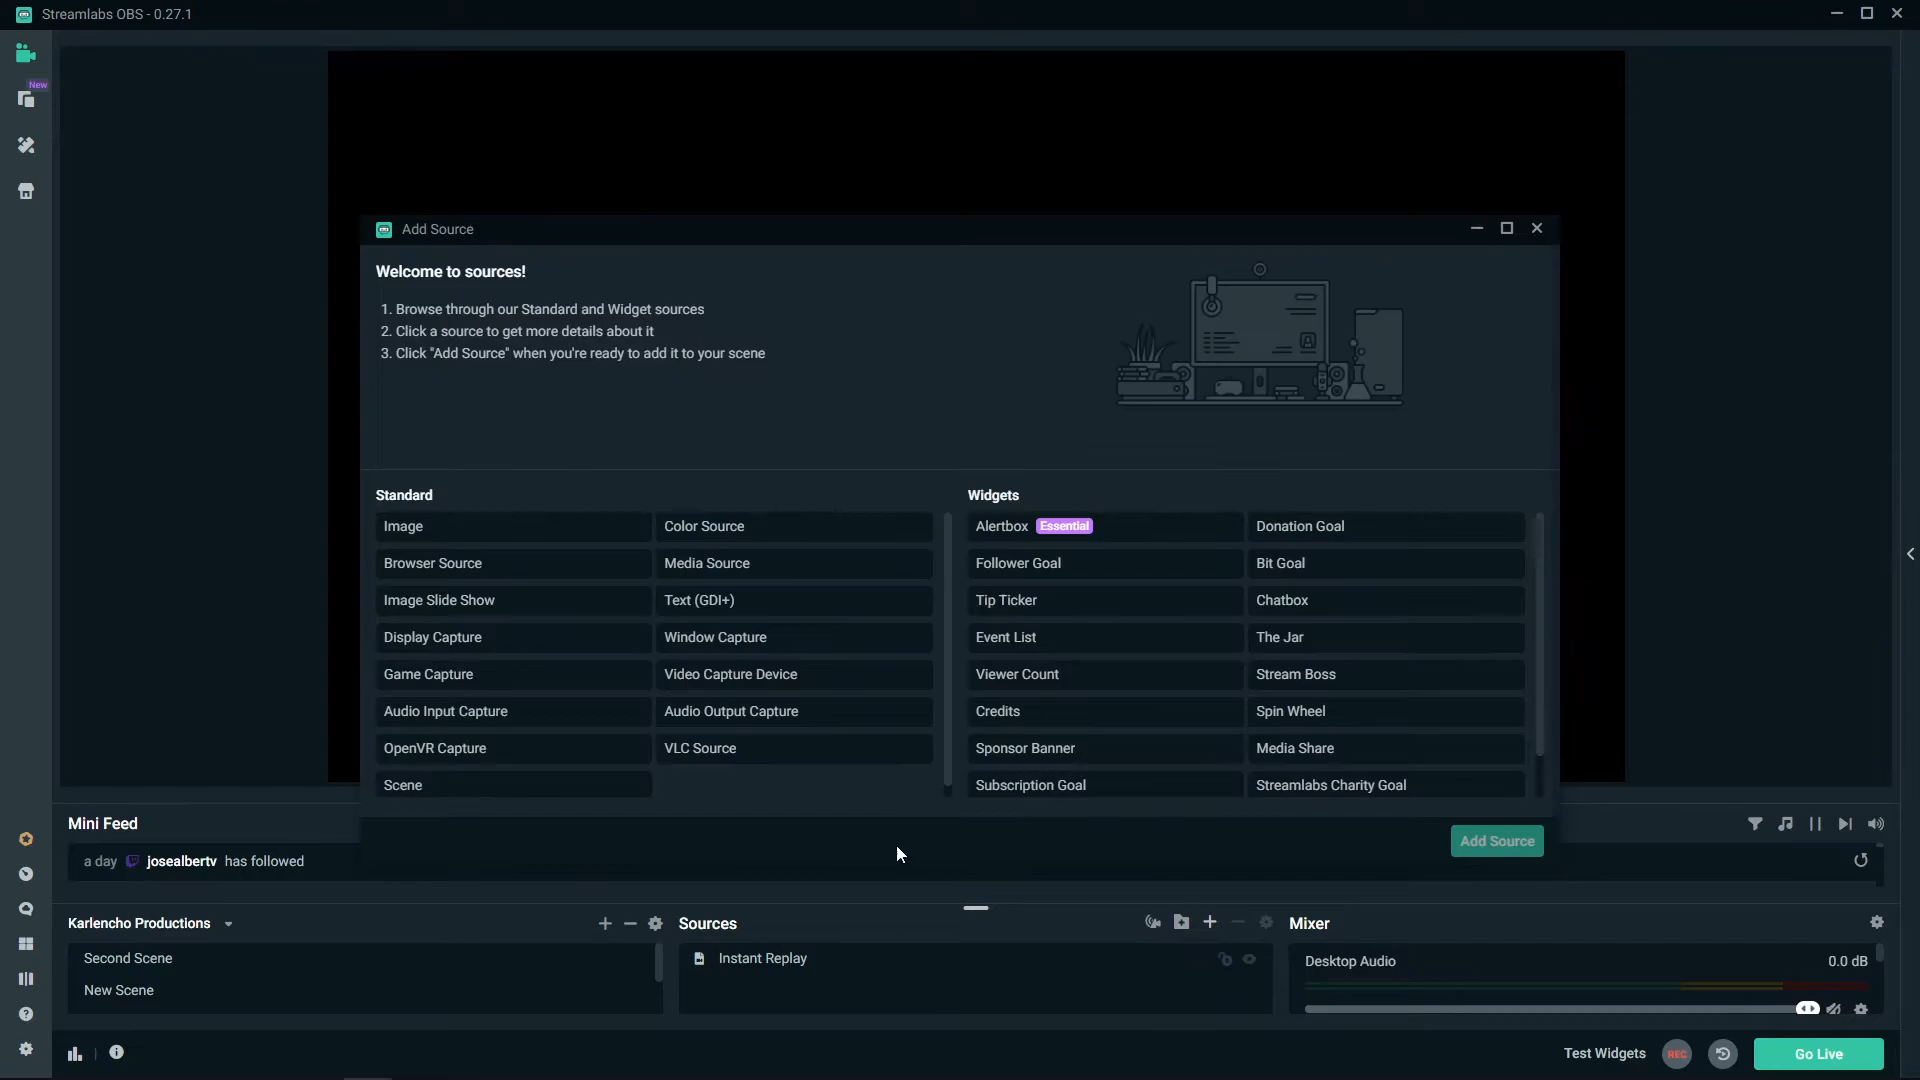 Streamlabs OBS - 0.27.1
New
Add Source
Welcome to sources!
1. Browse through our Standard and Widget sources
2. Click a source to get more details about it
3. Click "Add Source" when you're ready to add it to your scene
Standard
Image
Color Source
Browser Source
Media Source
Image Slide Show
Text (GDI+)
Display Capture
Window Capture
Game Capture
Video Capture Device
Audio Input Capture
Audio Output Capture
OpenVR Capture
VLC Source
Scene
Widgets
Alertbox Essential
Donation Goal
Follower Goal
Bit Goal
Tip Ticker
Chatbox
Event List
The Jar
Viewer Count
Stream Boss
Credits
Spin Wheel
Sponsor Banner
Media Share
Subscription Goal
Streamlabs Charity Goal
Add Source
Mini Feed
a day josealbertv has followed
Karlencho Productions
Second Scene
New Scene
Sources
Instant Replay
Mixer
Desktop Audio 0.0 dB
Test Widgets REC Go Live